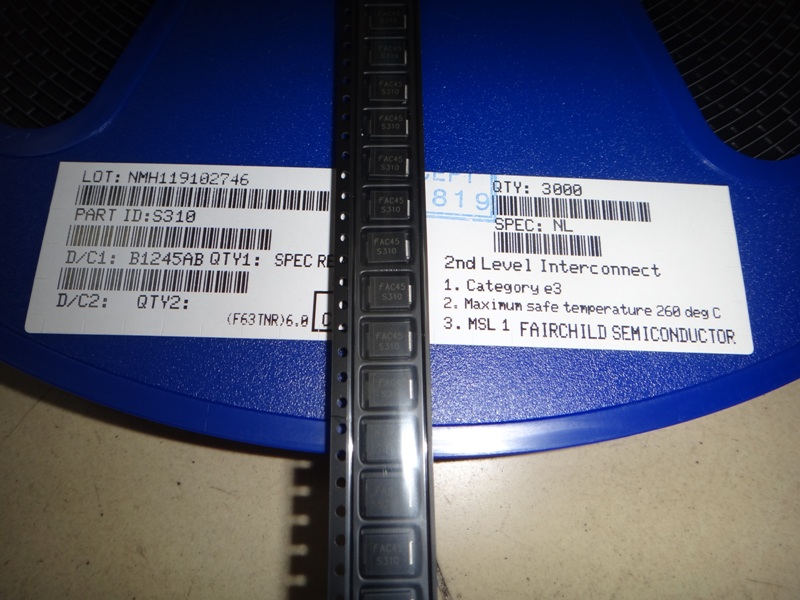 LOT: NMH119102746
PART ID:S310
D/C1: B1245AB QTY1: SPEC RE
D/C2: QTY2:
(F63TNR)6.0
819
QTY: 3000
SPEC: NL
2nd Level Interconnect
1. Category e3
2. Maximum safe temperature 260 deg C
3. MSL 1 FAIRCHILD SEMICONDUCTOR
FAC45
S310
FAC45
S310
FAC45
S310
FAC45
S310
FAC45
S310
FAC45
S310
FAC45
S310
FAC45
S310